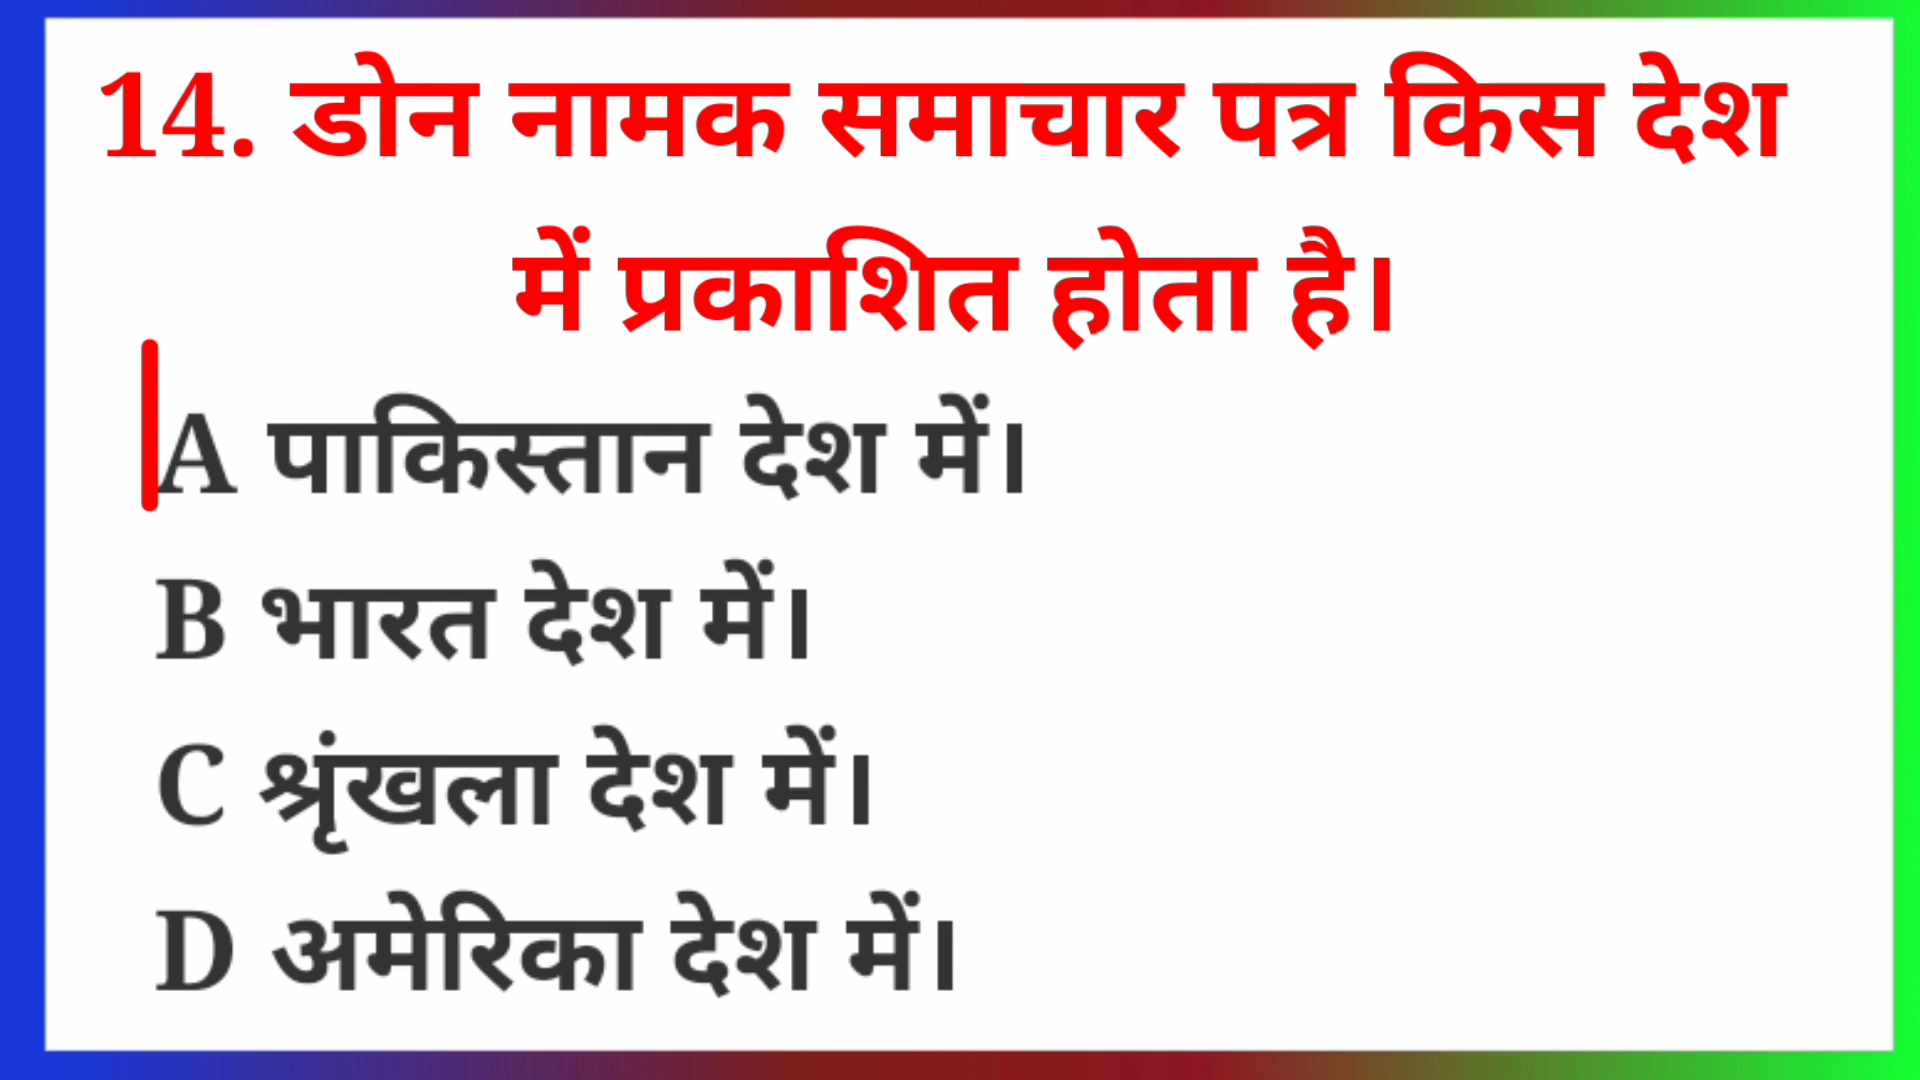 14. डोन नामक समाचार पत्र किस देश
में प्रकाशित होता है।
A पाकिस्तान देश में।
B भारत देश में।
C श्रृंखला देश में।
D अमेरिका देश में।